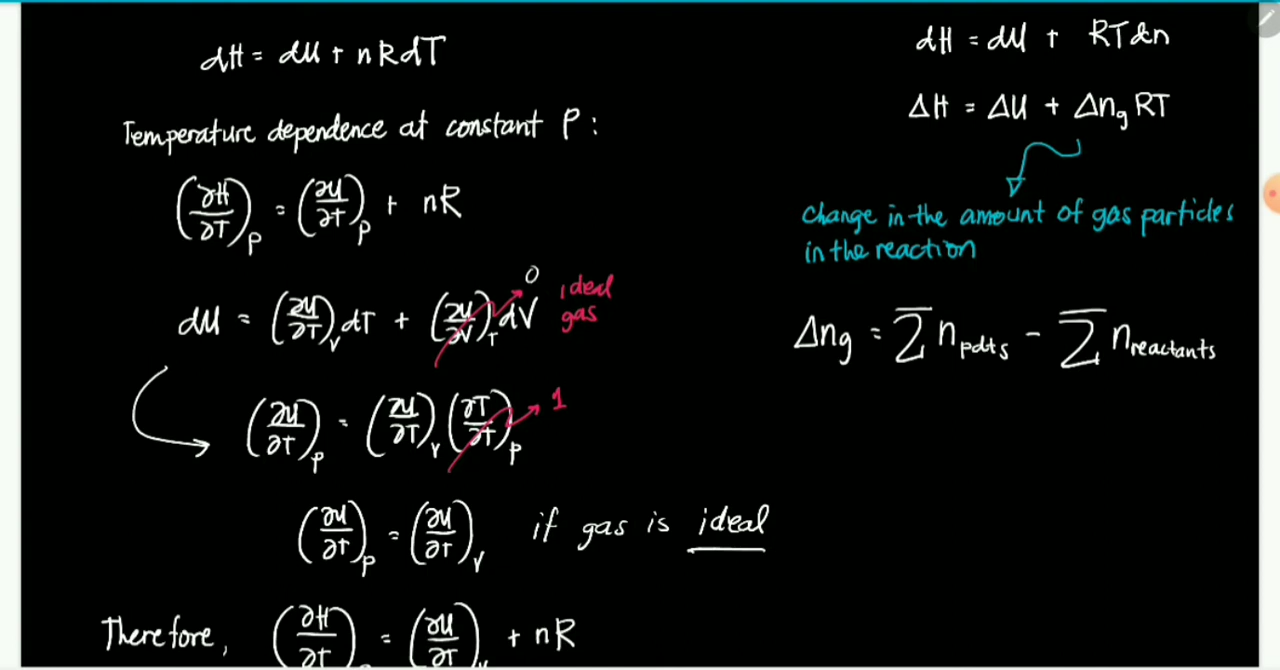 dH = dU + nRdT
Temperature dependence at constant P :
(∂H/∂T)_P = (∂U/∂t)_P + nR
dU = (∂U/∂T)_V dT + (∂U/∂V)_T dV 0 ideal gas
(∂U/∂T)_P = (∂U/∂T)_V (∂T/∂t)_P 1
(∂U/∂T)_P = (∂U/∂T)_V if gas is ideal
Therefore, (∂H/∂t)_P = (∂U/∂T)_V + nR
dH = dU + RTdn
ΔH = ΔU + Δn_g RT
change in the amount of gas particles
in the reaction
Δn_g = Σ n_pdts - Σ n_reactants